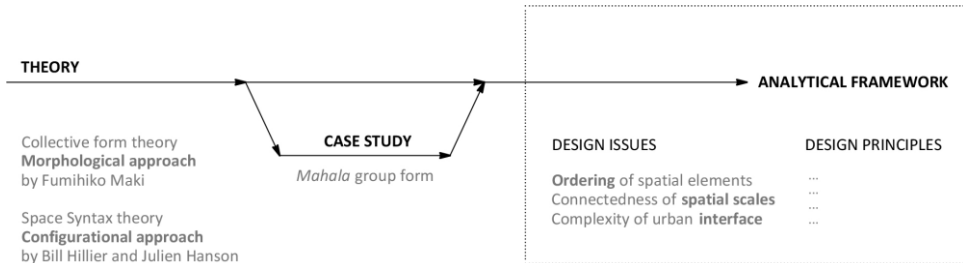 THEORY
ANALYTICAL FRAMEWORK
Collective form theory
Morphological approach
by Fumihiko Maki
Space Syntax theory
Configurational approach
by Bill Hillier and Julien Hanson
CASE STUDY
Mahala group form
DESIGN ISSUES
Ordering of spatial elements
Connectedness of spatial scales
Complexity of urban interface
DESIGN PRINCIPLES
...
...
...
...